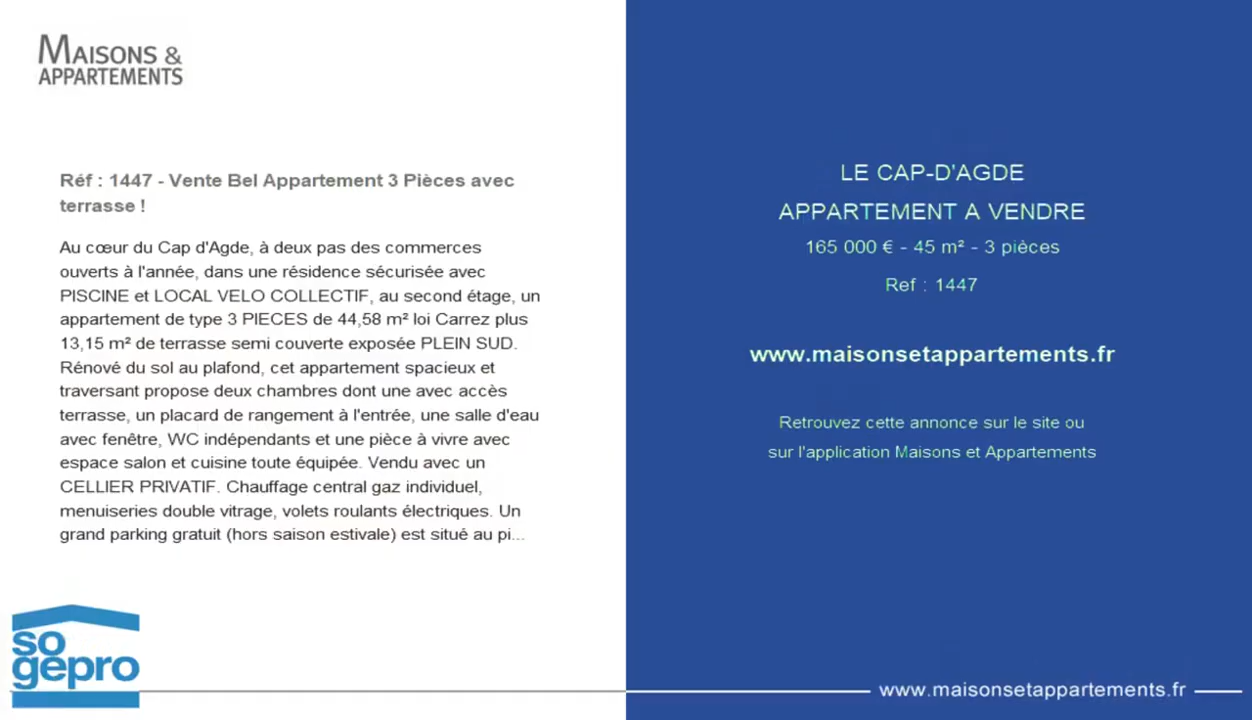 MAISONS &
APPARTEMENTS
Réf : 1447 - Vente Bel Appartement 3 Pièces avec
terrasse !
Au cœur du Cap d'Agde, à deux pas des commerces
ouverts à l'année, dans une résidence sécurisée avec
PISCINE et LOCAL VELO COLLECTIF, au second étage, un
appartement de type 3 PIECES de 44,58 m² loi Carrez plus
13,15 m² de terrasse semi couverte exposée PLEIN SUD.
Rénové du sol au plafond, cet appartement spacieux et
traversant propose deux chambres dont une avec accès
terrasse, un placard de rangement à l'entrée, une salle d'eau
avec fenêtre, WC indépendants et une pièce à vivre avec
espace salon et cuisine toute équipée. Vendu avec un
CELLIER PRIVATIF. Chauffage central gaz individuel,
menuiseries double vitrage, volets roulants électriques. Un
grand parking gratuit (hors saison estivale) est situé au pi...
so
gepro
LE CAP-D'AGDE
APPARTEMENT A VENDRE
165 000 € - 45 m² - 3 pièces
Ref : 1447
www.maisonsetappartements.fr
Retrouvez cette annonce sur le site ou
sur l'application Maisons et Appartements
www.maisonsetappartements.fr